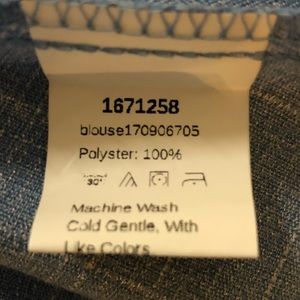 1671258
blouse170906705
Polyster: 100%
30°
Machine Wash
Cold Gentle, With
Like Colors